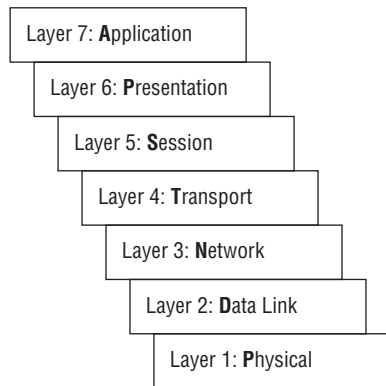 Layer 7: Application
Layer 6: Presentation
Layer 5: Session
Layer 4: Transport
Layer 3: Network
Layer 2: Data Link
Layer 1: Physical